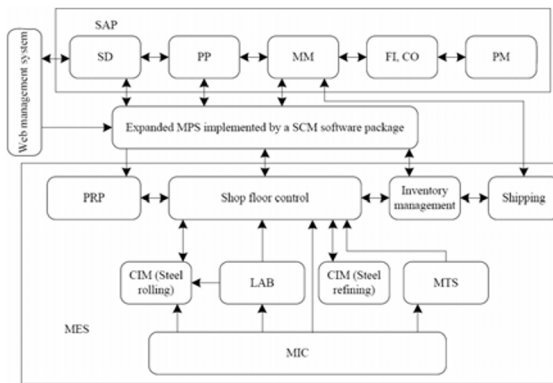 SAP
Web management system
SD
PP
MM
FI, CO
PM
Expanded MPS implemented by a SCM software package
PRP
Shop floor control
Inventory
management
Shipping
CIM (Steel
rolling)
LAB
CIM (Steel
refining)
MTS
MES
MIC